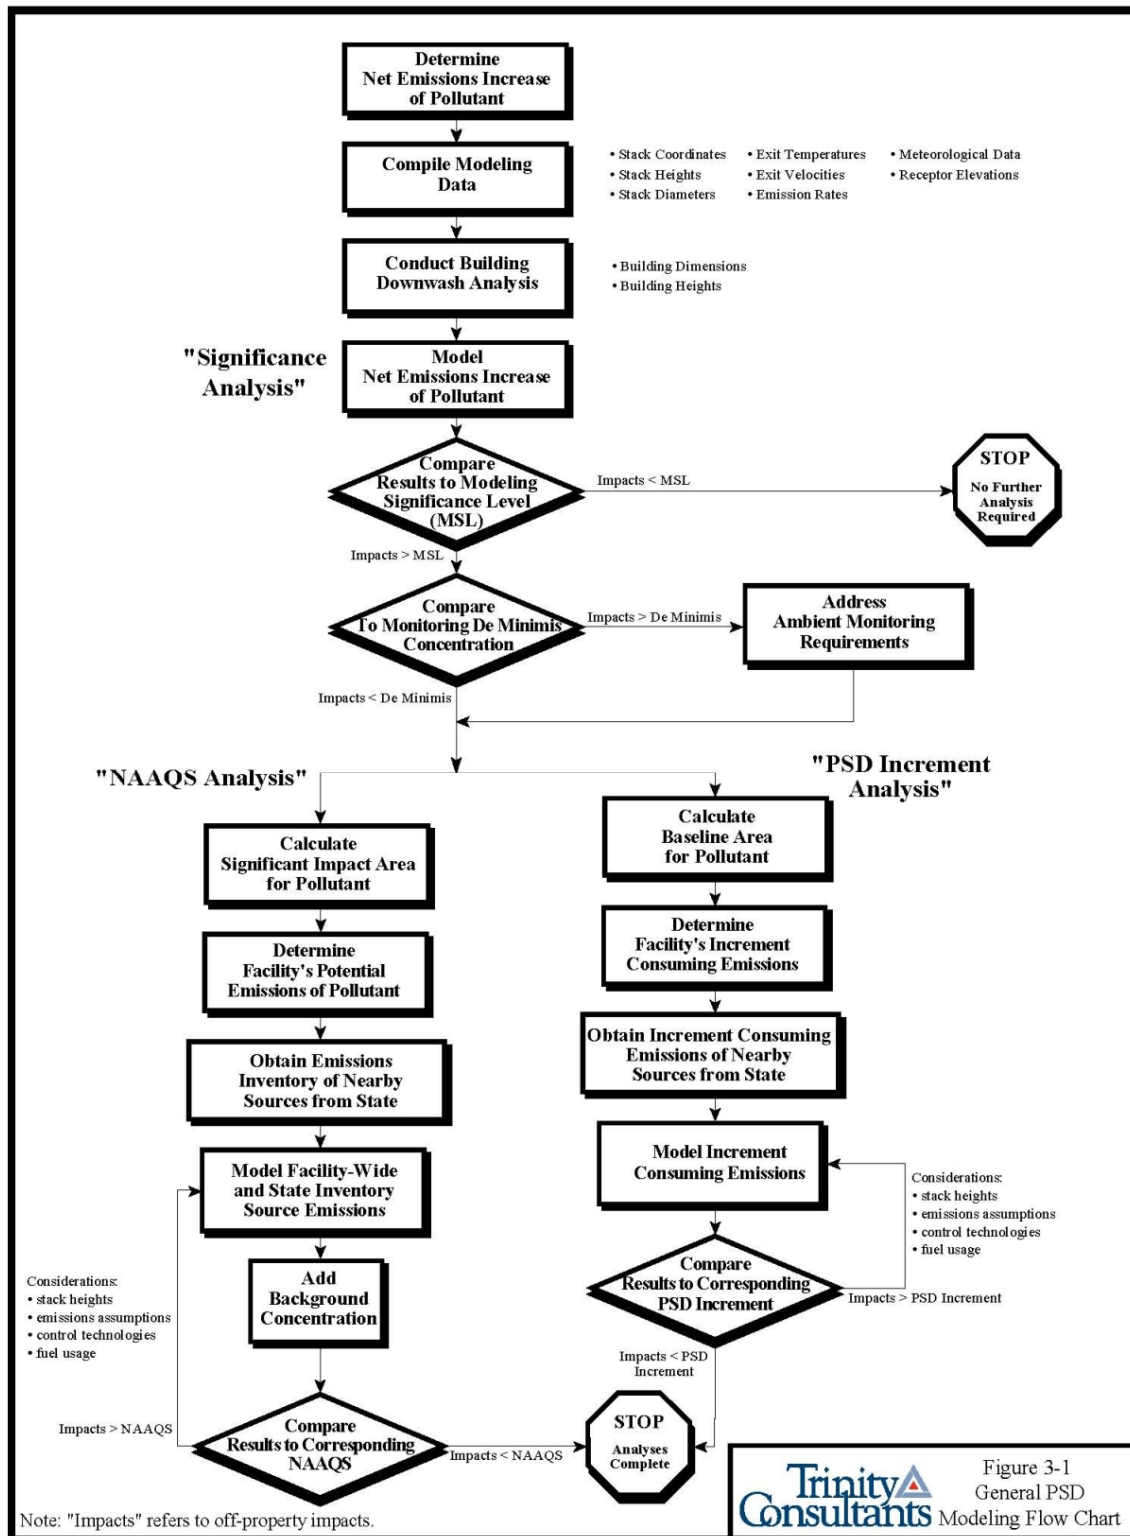 Determine
Net Emissions Increase
of Pollutant
Compile Modeling
Data
• Stack Coordinates
• Stack Heights
• Stack Diameters
• Exit Temperatures
• Exit Velocities
• Emission Rates
• Meteorological Data
• Receptor Elevations
Conduct Building
Downwash Analysis
• Building Dimensions
• Building Heights
"Significance
Analysis"
Model
Net Emissions Increase
of Pollutant
Compare
Results to Modeling
Significance Level
(MSL)
Impacts < MSL
STOP
No Further
Analysis
Required
Impacts > MSL
Compare
To Monitoring De Minimis
Concentration
Impacts > De Minimis
Address
Ambient Monitoring
Requirements
Impacts < De Minimis
"NAAQS Analysis"
"PSD Increment
Analysis"
Calculate
Significant Impact Area
for Pollutant
Determine
Facility's Potential
Emissions of Pollutant
Obtain Emissions
Inventory of Nearby
Sources from State
Model Facility-Wide
and State Inventory
Source Emissions
Add
Background
Concentration
Considerations:
• stack heights
• emissions assumptions
• control technologies
• fuel usage
Impacts > NAAQS
Compare
Results to Corresponding
NAAQS
Impacts < NAAQS
Calculate
Baseline Area
for Pollutant
Determine
Facility's Increment
Consuming Emissions
Obtain Increment Consuming
Emissions of Nearby
Sources from State
Model Increment
Consuming Emissions
Considerations:
• stack heights
• emissions assumptions
• control technologies
• fuel usage
Compare
Results to Corresponding
PSD Increment
Impacts > PSD Increment
Impacts < PSD
Increment
STOP
Analyses
Complete
Note: "Impacts" refers to off-property impacts.
Trinity
Consultants
Figure 3-1
General PSD
Modeling Flow Chart